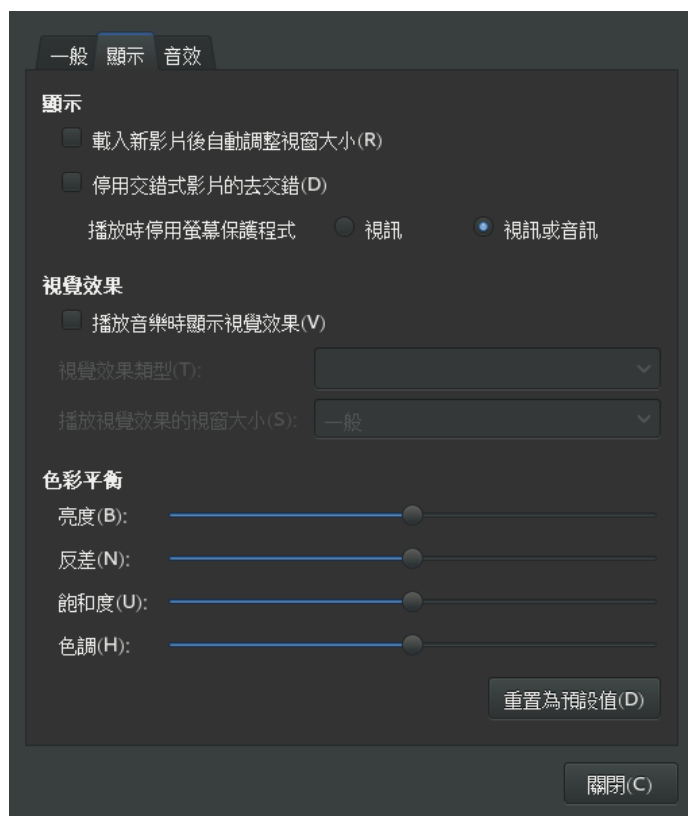 一般 顯示 音效
顯示
載入新影片後自動調整視窗大小(R)
停用交錯式影片的去交錯(D)
播放時停用螢幕保護程式 視訊 視訊或音訊
視覺效果
播放音樂時顯示視覺效果(V)
視覺效果類型(T):
播放視覺效果的視窗大小(S): 一般
色彩平衡
亮度(B):
反差(N):
飽和度(U):
色調(H):
重置為預設值(D)
關閉(C)